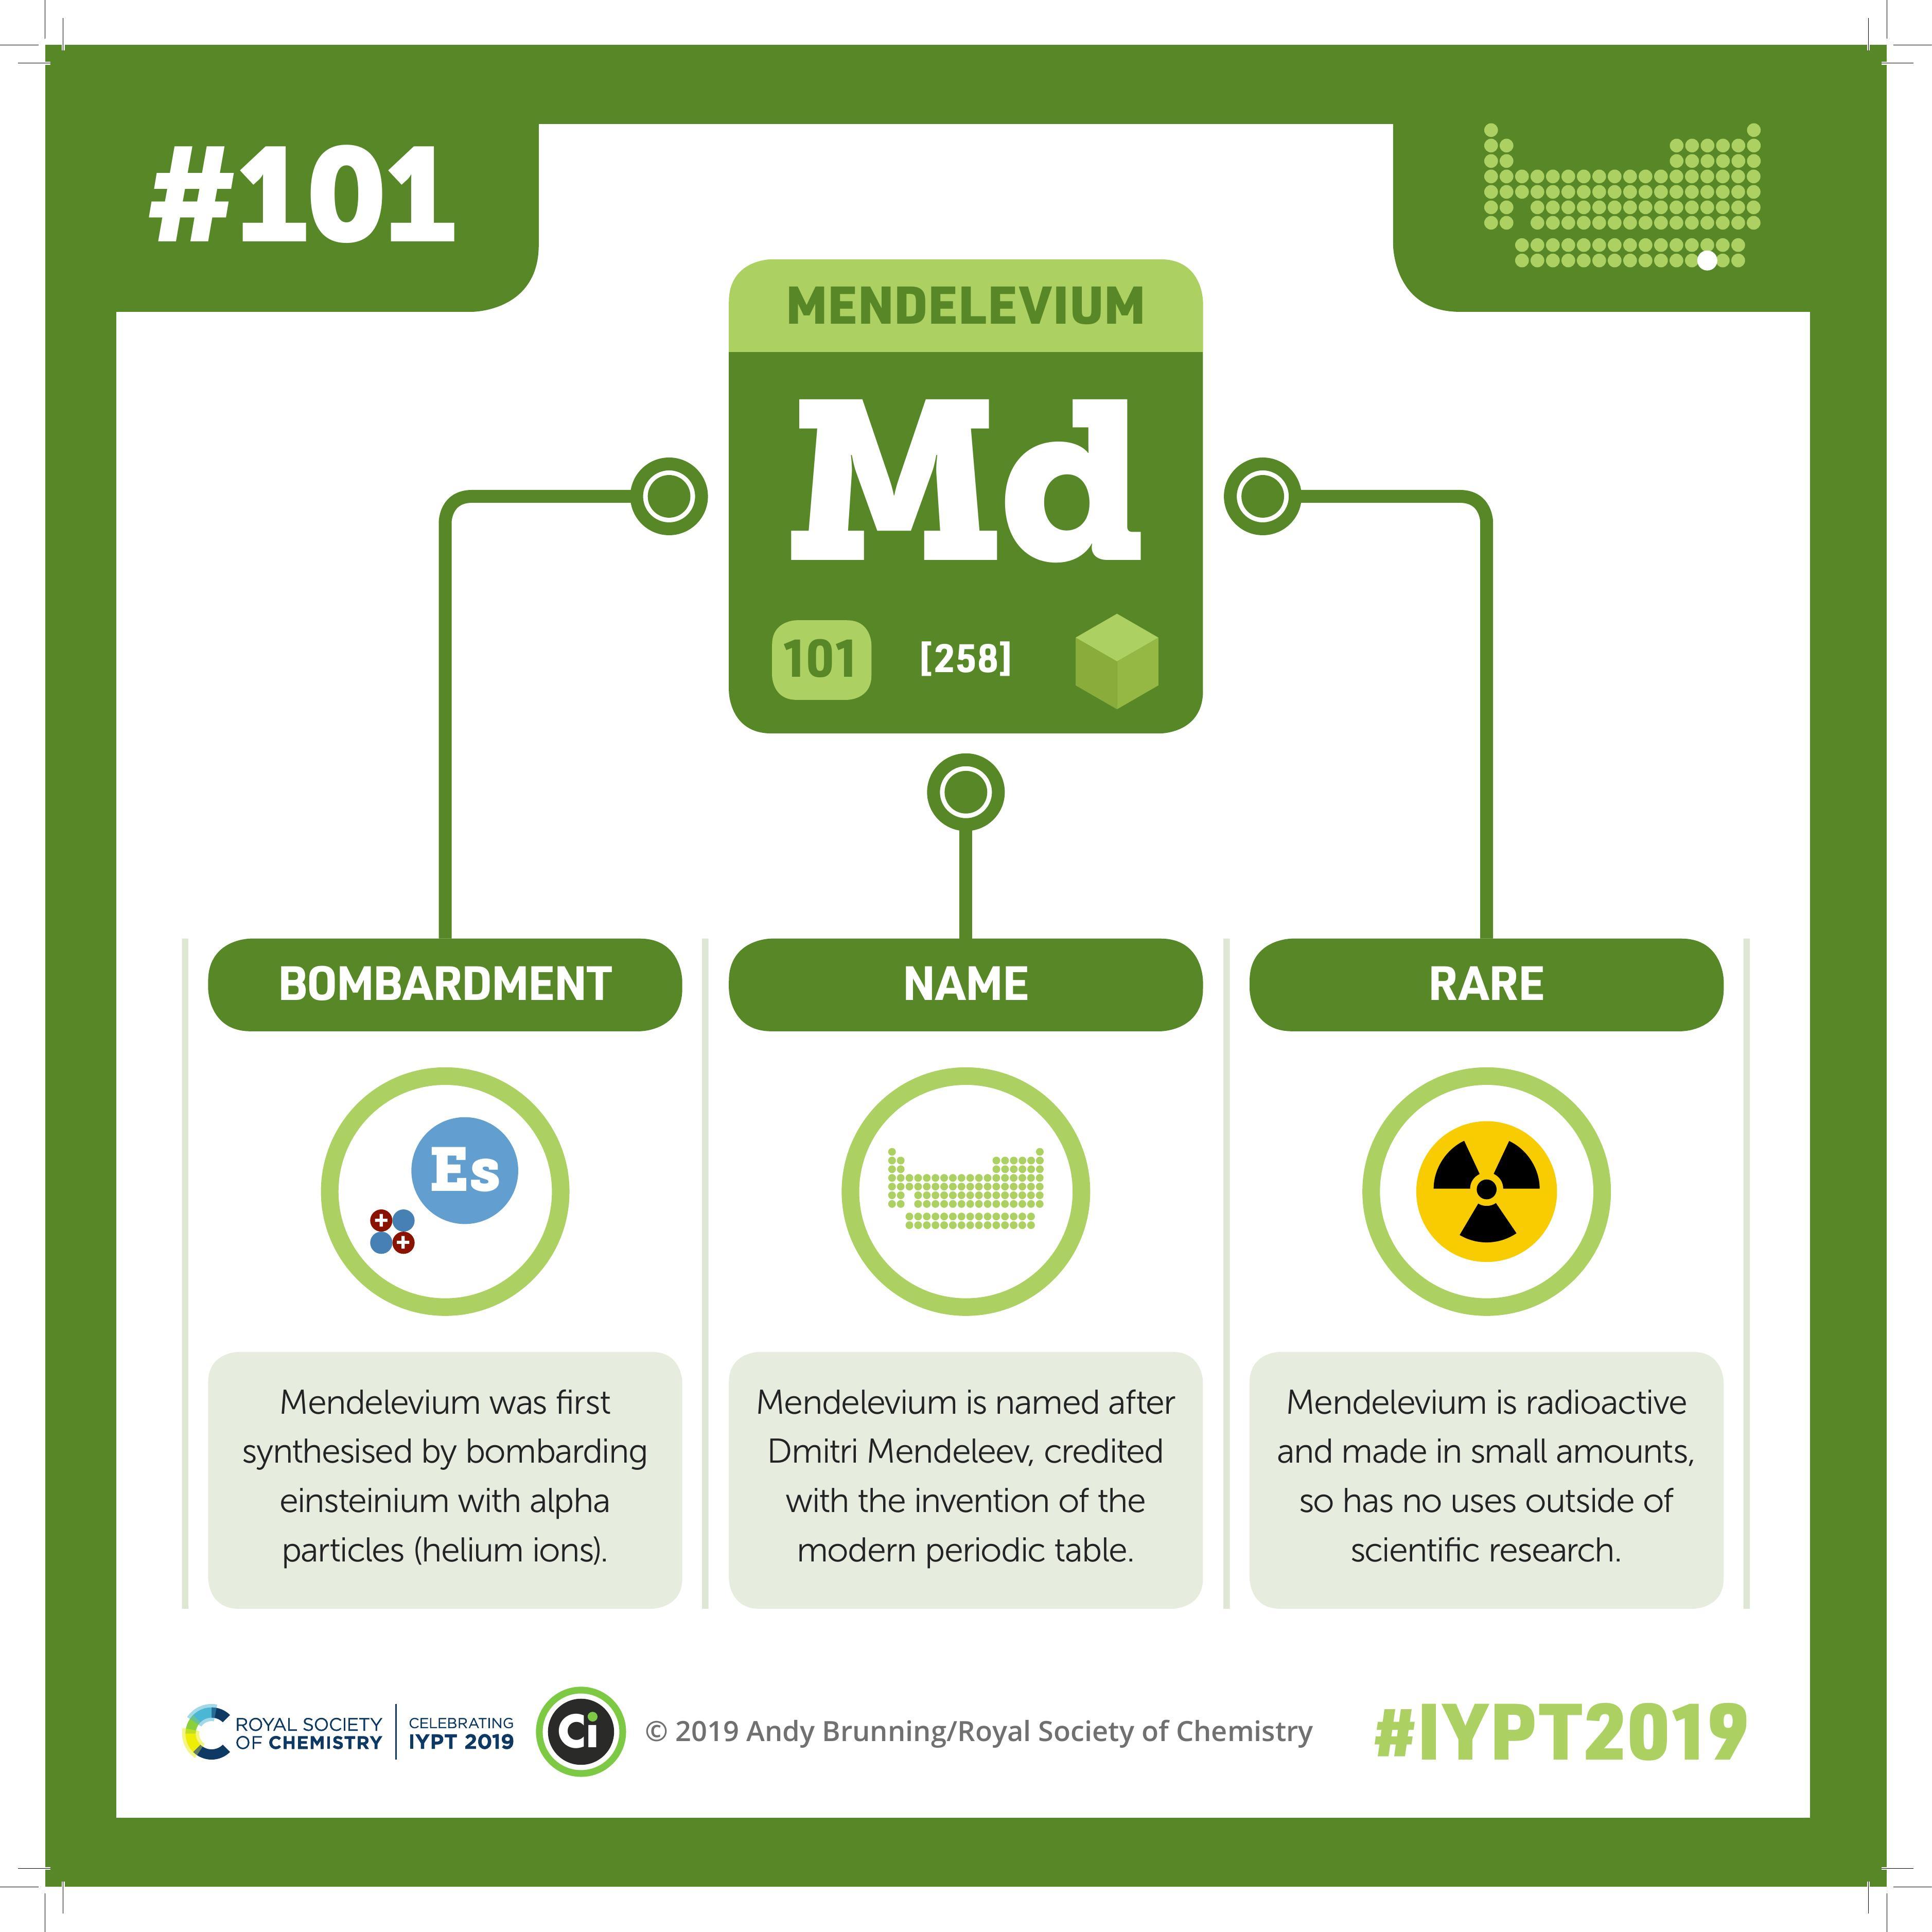 #101
MENDELEVIUM
Md
101
[258]
BOMBARDMENT
Es
Mendelevium was first
synthesised by bombarding
einsteinium with alpha
particles (helium ions).
NAME
Mendelevium is named after
Dmitri Mendeleev, credited
with the invention of the
modern periodic table.
RARE
Mendelevium is radioactive
and made in small amounts,
so has no uses outside of
scientific research.
ROYAL SOCIETY
OF CHEMISTRY
CELEBRATING
IYPT 2019
Ci
© 2019 Andy Brunning/Royal Society of Chemistry
#IYPT2019